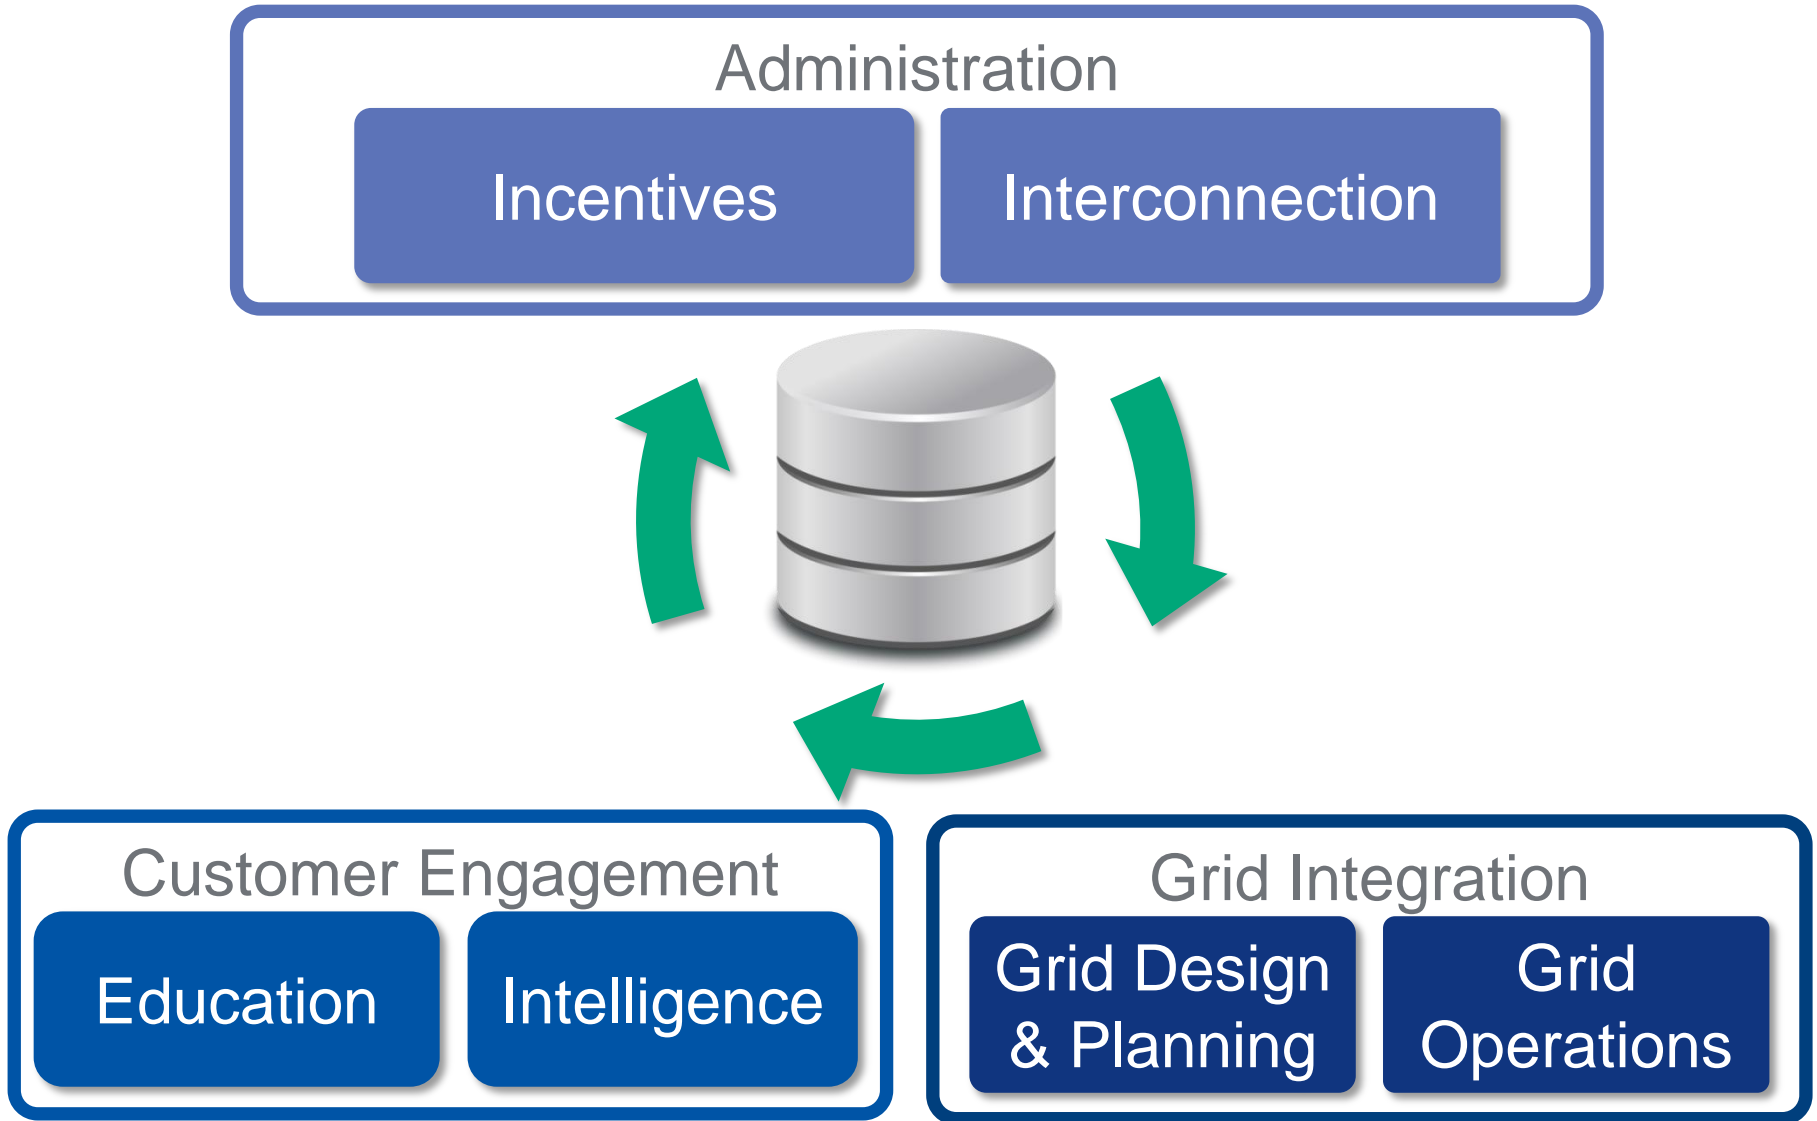 Administration
Incentives
Interconnection
Customer Engagement
Education
Intelligence
Grid Integration
Grid Design
& Planning
Grid
Operations